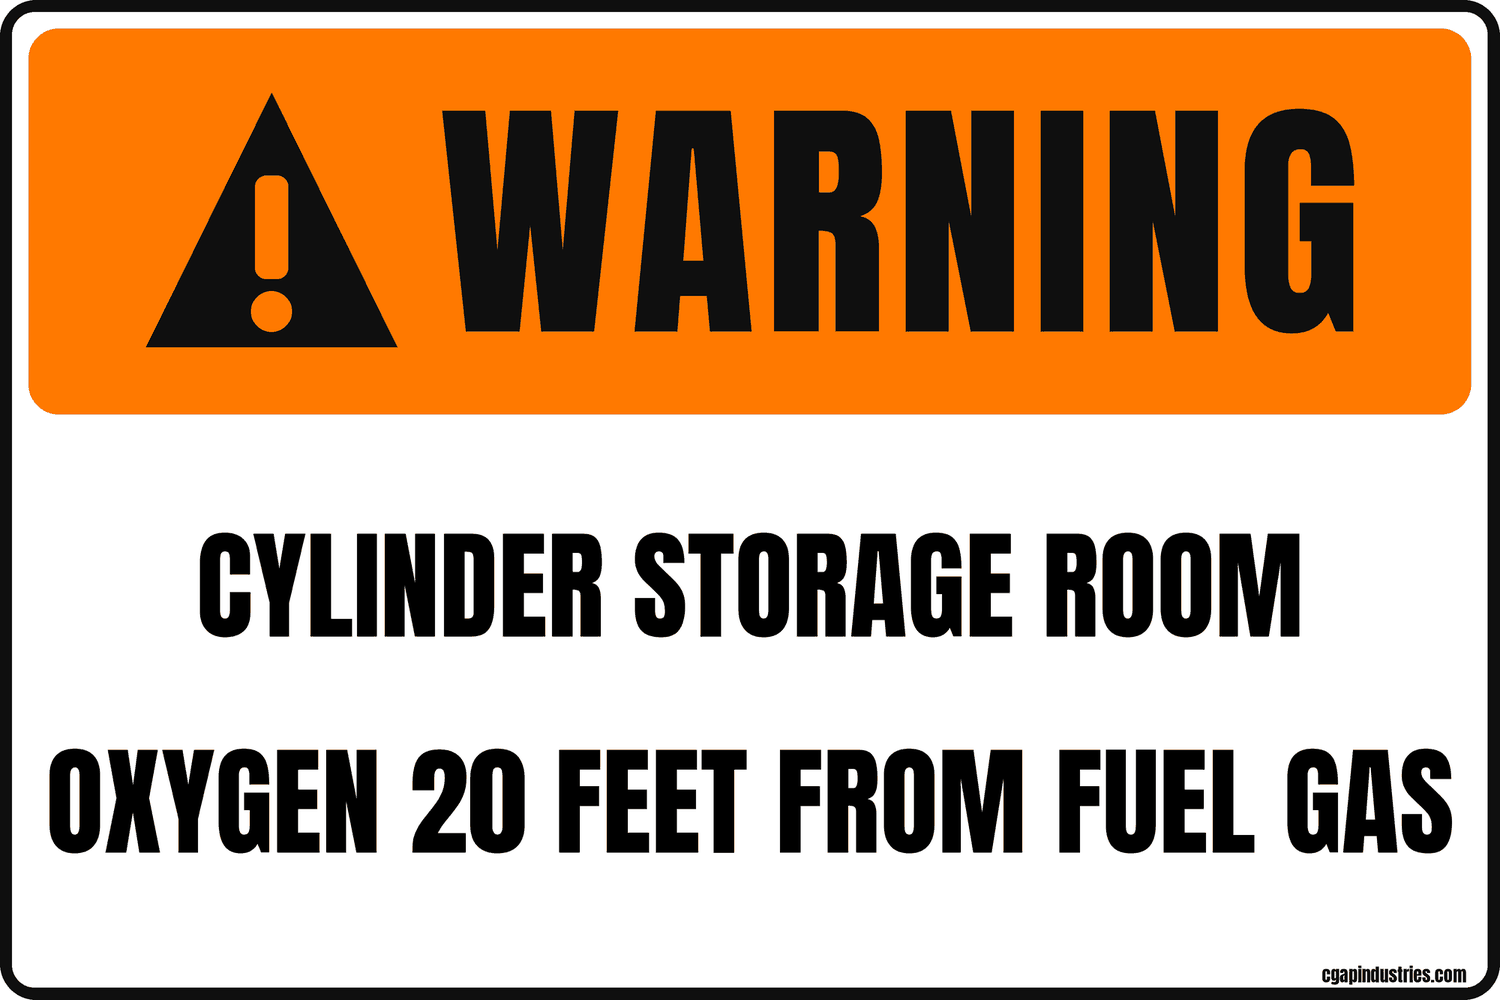 WARNING
CYLINDER STORAGE ROOM
OXYGEN 20 FEET FROM FUEL GAS
cgapindustries.com